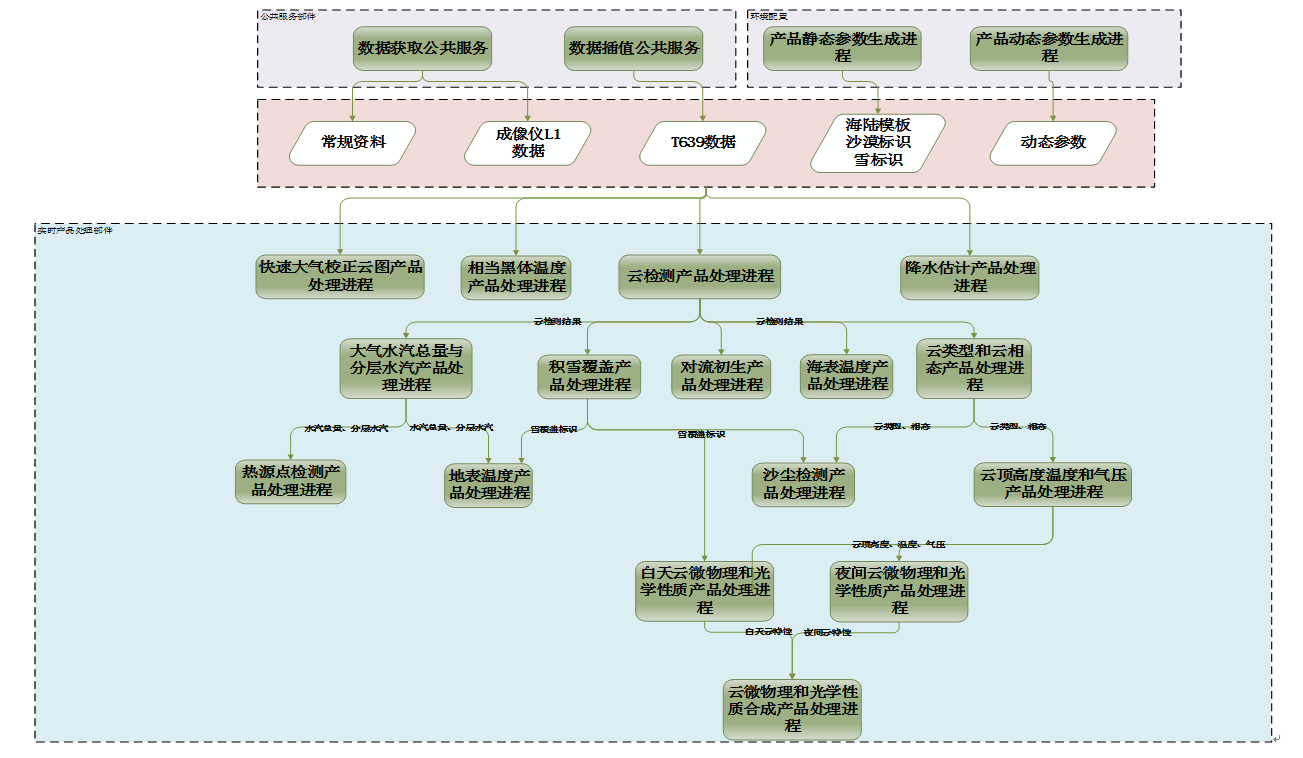 公共服务部件
环境配置
数据获取公共服务
数据插值公共服务
产品静态参数生成进
程
产品动态参数生成进
程
常规资料
成像仪L1
数据
T639数据
海陆模板
沙漠标识
雪标识
动态参数
实时产品处理部件
快速大气校正云图产品
处理进程
相当黑体温度
产品处理进程
云检测产品处理进程
降水估计产品处理
进程
云检测结果
云检测结果
大气水汽总量与
分层水汽产品处
理进程
积雪覆盖产
品处理进程
对流初生产
品处理进程
海表温度产
品处理进程
云类型和云相
态产品处理进
程
水汽总量、分层水汽
水汽总量、分层水汽
雪覆盖标识
雪覆盖标识
云类型、相态
云类型、相态
热源点检测产
品处理进程
地表温度产
品处理进程
沙尘检测产
品处理进程
云顶高度温度和气压
产品处理进程
云顶高度、温度、气压
白天云微物理和光
学性质产品处理进
程
夜间云微物理和光
学性质产品处理进
程
白天云特性
夜间云特性
云微物理和光学性
质合成产品处理进
程